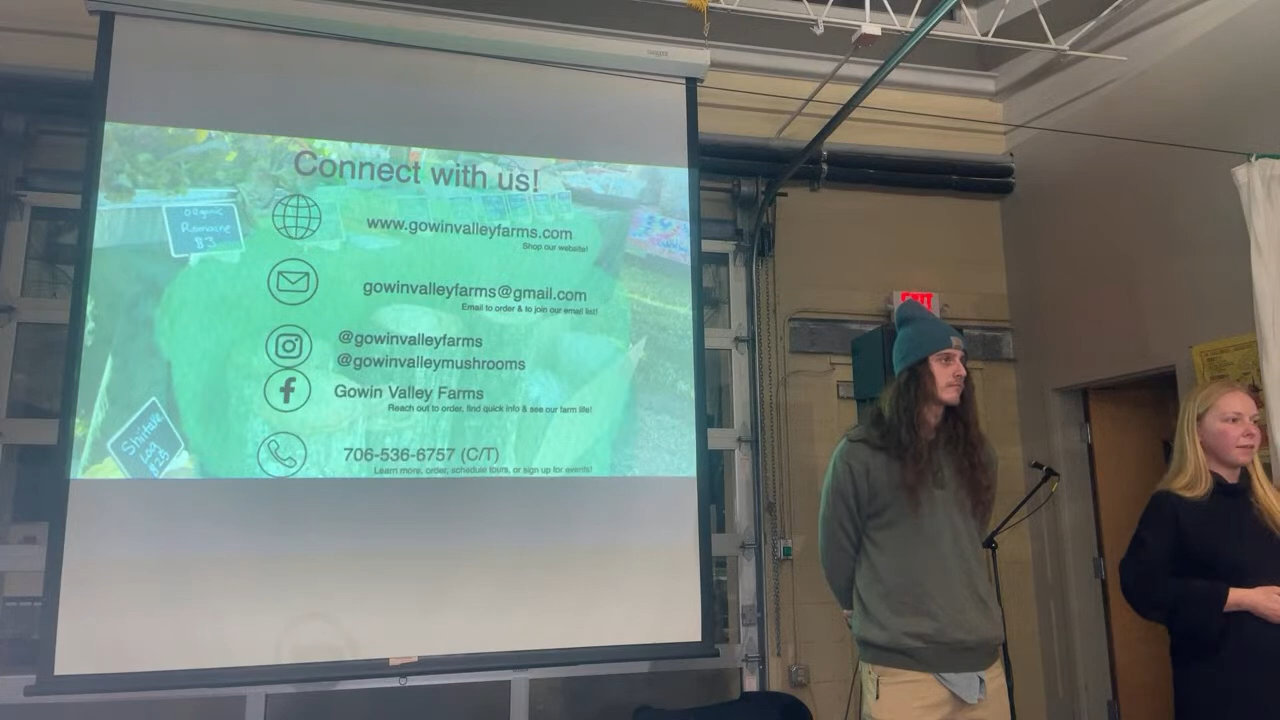 Connect with us!
www.gowinvalleyfarms.com
Shop our website!
Organic
Romaine
$3
gowinvalleyfarms@gmail.com
Email to order & to join our email list!
@gowinvalleyfarms
@gowinvalleymushrooms
Gowin Valley Farms
Reach out to order, find quick info & see our farm life!
Shiitake
Log
$25
706-536-6757 (C/T)
Learn more, order, schedule tours, or sign up for events!
EXIT